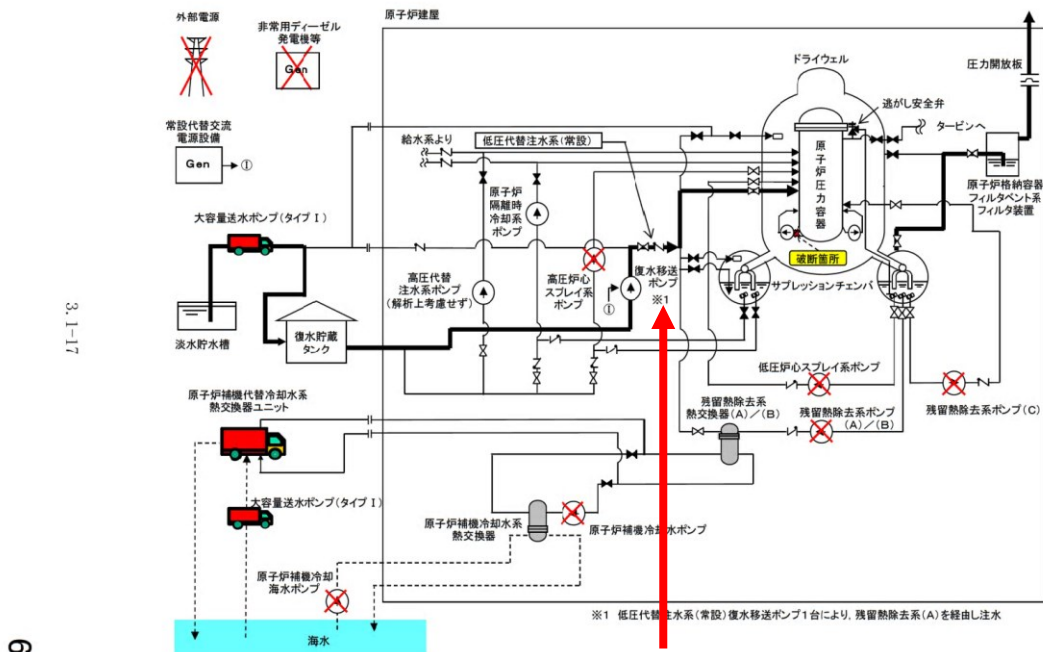 外部電源
非常用ディーゼル
発電機等
Gen
常設代替交流
電源設備
Gen
①
原子炉建屋
ドライウェル
圧力開放板
逃がし安全弁
タービンへ
給水系より
低圧代替注水系(常設)
原子炉圧力容器
原子炉格納容器
フィルタベント系
フィルタ装置
大容量送水ポンプ(タイプⅠ)
原子炉
隔離時
冷却系
ポンプ
高圧代替
注水系ポンプ
(解析上考慮せず)
高圧炉心
スプレイ系
ポンプ
①
復水移送
ポンプ
※1
破断箇所
サプレッションチェンバ
淡水貯水槽
復水貯蔵
タンク
低圧炉心スプレイ系ポンプ
残留熱除去系
熱交換器(A)/(B)
残留熱除去系ポンプ
(A)/(B)
残留熱除去系ポンプ(C)
原子炉補機代替冷却水系
熱交換器ユニット
大容量送水ポンプ(タイプⅠ)
原子炉補機冷却水系
熱交換器
原子炉補機冷却水ポンプ
原子炉補機冷却
海水ポンプ
海水
※1 低圧代替注水系(常設)復水移送ポンプ1台により,残留熱除去系(A)を経由し注水
3.1-17